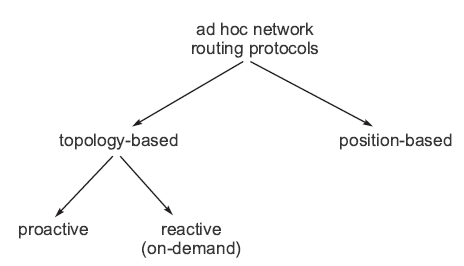 ad hoc network
routing protocols
topology-based
position-based
proactive
reactive
(on-demand)